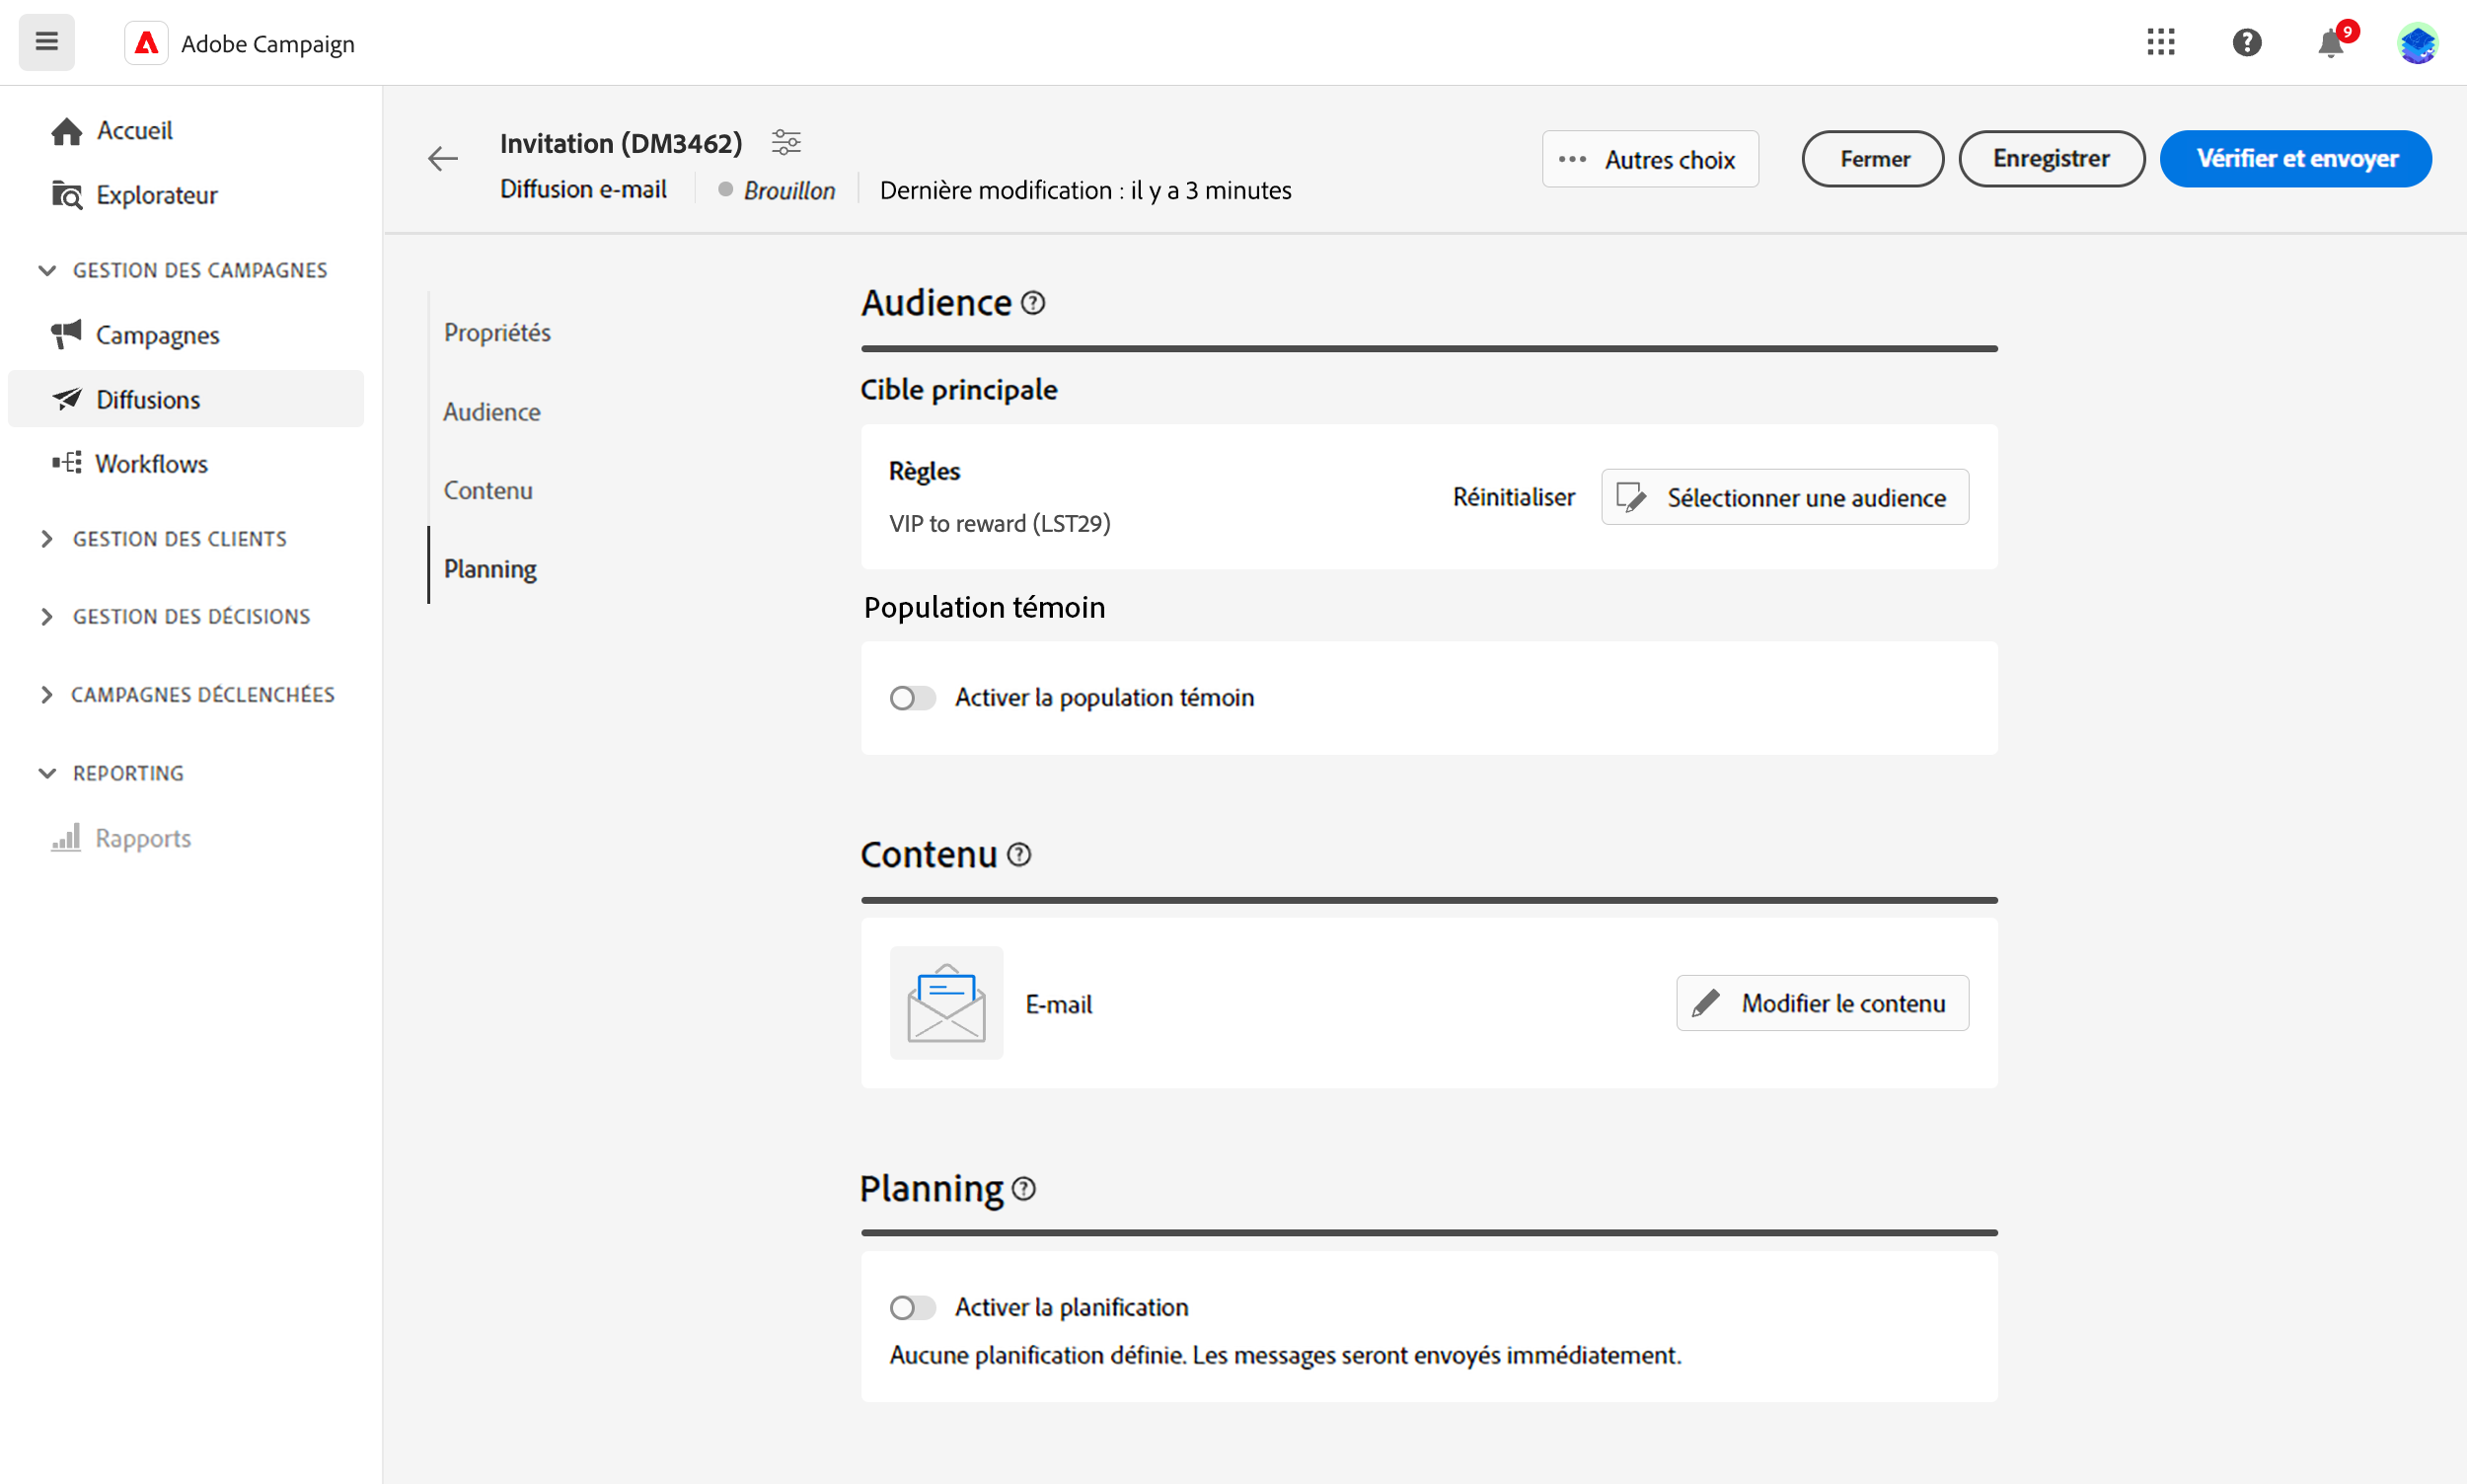 Adobe Campaign
9
Accueil
Explorateur
GESTION DES CAMPAGNES
Campagnes
Diffusions
Workflows
GESTION DES CLIENTS
GESTION DES DÉCISIONS
CAMPAGNES DÉCLENCHÉES
REPORTING
Rapports
Invitation (DM3462)
Diffusion e-mail
Brouillon
Dernière modification : il y a 3 minutes
Autres choix
Fermer
Enregistrer
Vérifier et envoyer
Propriétés
Audience
Contenu
Planning
Audience
Cible principale
Règles
VIP to reward (LST29)
Réinitialiser
Sélectionner une audience
Population témoin
Activer la population témoin
Contenu
E-mail
Modifier le contenu
Planning
Activer la planification
Aucune planification définie. Les messages seront envoyés immédiatement.